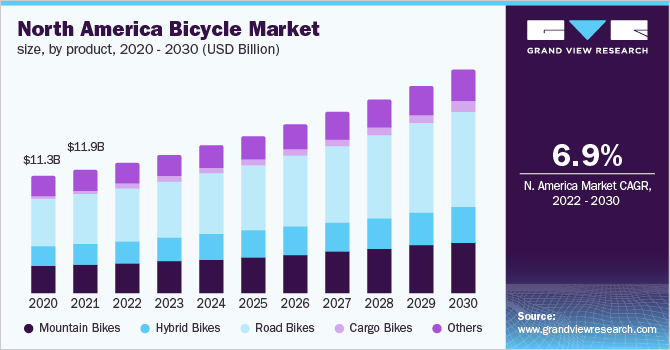 North America Bicycle Market
size, by product, 2020 - 2030 (USD Billion)
$11.3B
$11.9B
2020 2021 2022 2023 2024 2025 2026 2027 2028 2029 2030
Mountain Bikes Hybrid Bikes Road Bikes Cargo Bikes Others
GRAND VIEW RESEARCH
6.9%
N. America Market CAGR,
2022 - 2030
Source:
www.grandviewresearch.com